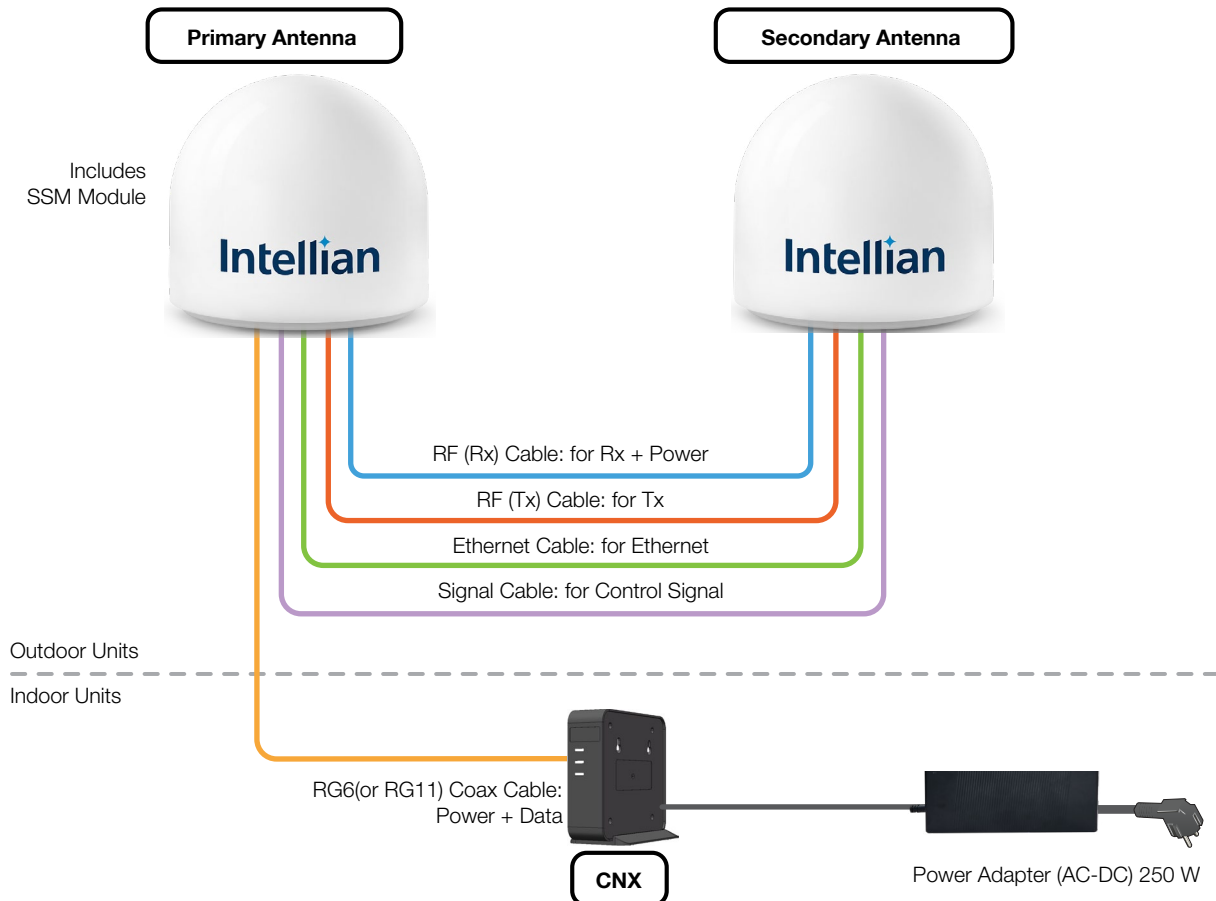 Primary Antenna
Secondary Antenna
Includes
SSM Module
Intellian
Intellian
RF (Rx) Cable: for Rx + Power
RF (Tx) Cable: for Tx
Ethernet Cable: for Ethernet
Signal Cable: for Control Signal
Outdoor Units
Indoor Units
RG6(or RG11) Coax Cable:
Power + Data
CNX
Power Adapter (AC-DC) 250 W